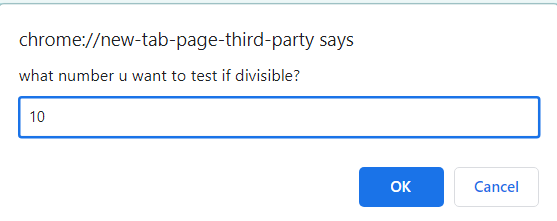 chrome://new-tab-page-third-party says
what number u want to test if divisible?
10
OK Cancel